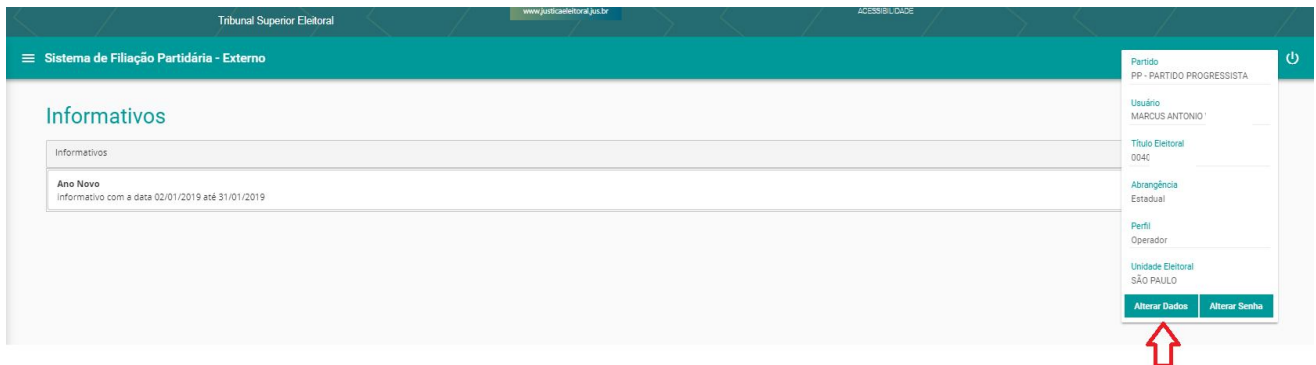 Tribunal Superior Eleitoral
www.justicaeleitoral.jus.br
ACESSIBILIDADE
Sistema de Filiação Partidária - Externo
Informativos
Informativos
Ano Novo
informativo com a data 02/01/2019 até 31/01/2019
Partido
PP - PARTIDO PROGRESSISTA
Usuário
MARCUS ANTONIO
Título Eleitoral
0040
Abrangência
Estadual
Perfil
Operador
Unidade Eleitoral
SÃO PAULO
Alterar Dados Alterar Senha